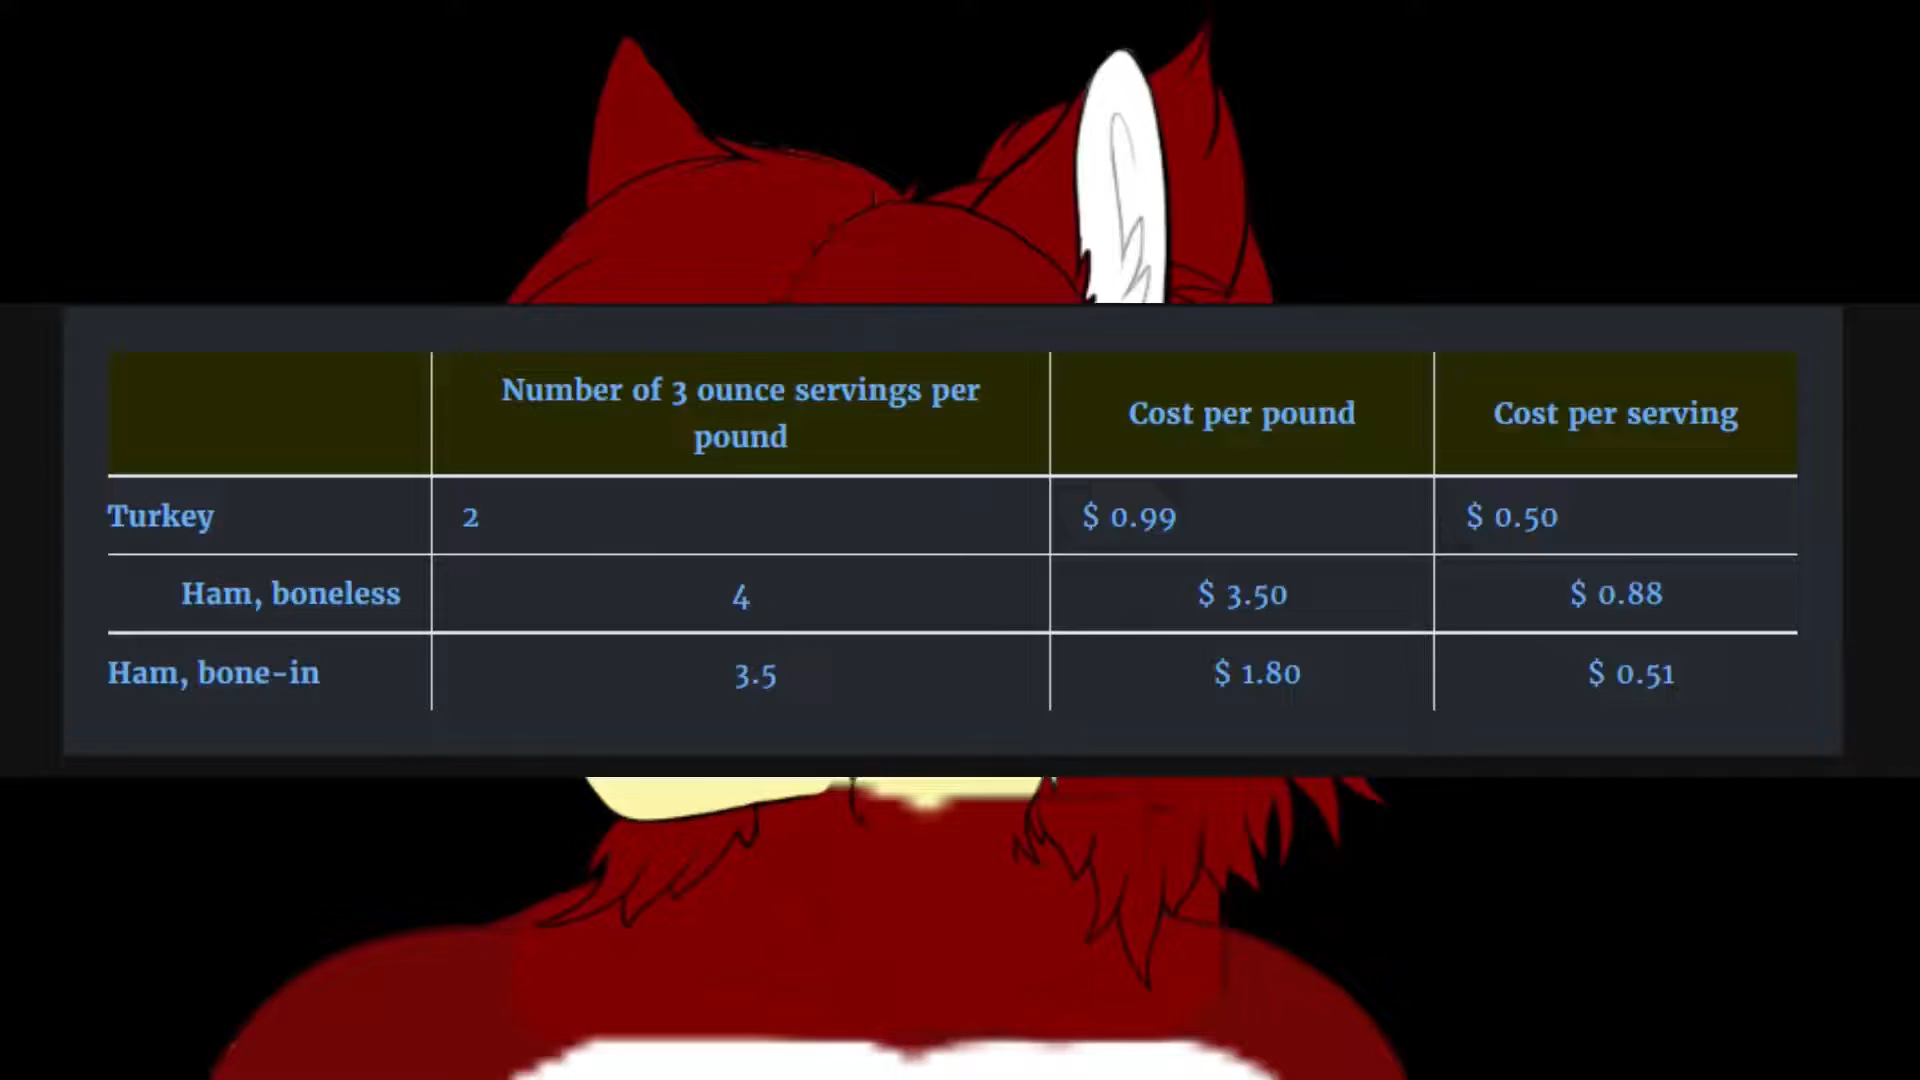 Number of 3 ounce servings per
pound
Cost per pound
Cost per serving
Turkey 2 $ 0.99 $ 0.50
Ham, boneless 4 $ 3.50 $ 0.88
Ham, bone-in 3.5 $ 1.80 $ 0.51